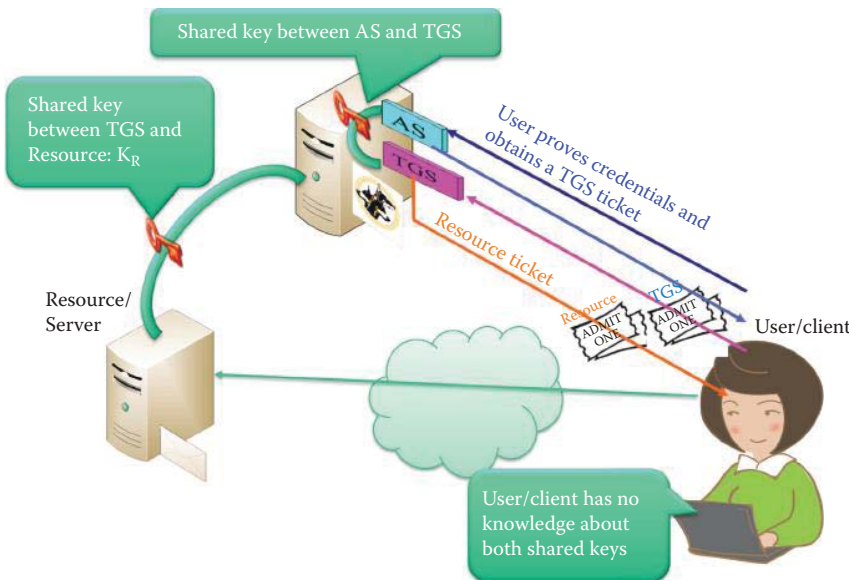 Shared key between AS and TGS
Shared key
between TGS and
Resource: K_R
AS
TGS
User proves credentials and
obtains a TGS ticket
Resource ticket
Resource
TGS
ADMIT
ONE
ADMIT
ONE
Resource/
Server
User/client
User/client has no
knowledge about
both shared keys